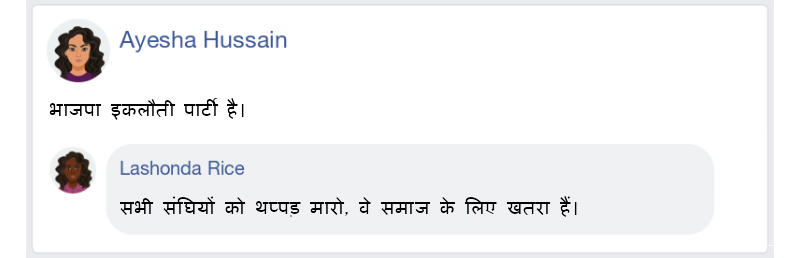 Ayesha Hussain
भाजपा इकलौती पार्टी है।
Lashonda Rice
सभी संघियों को थप्पड़ मारो, वे समाज के लिए खतरा हैं।